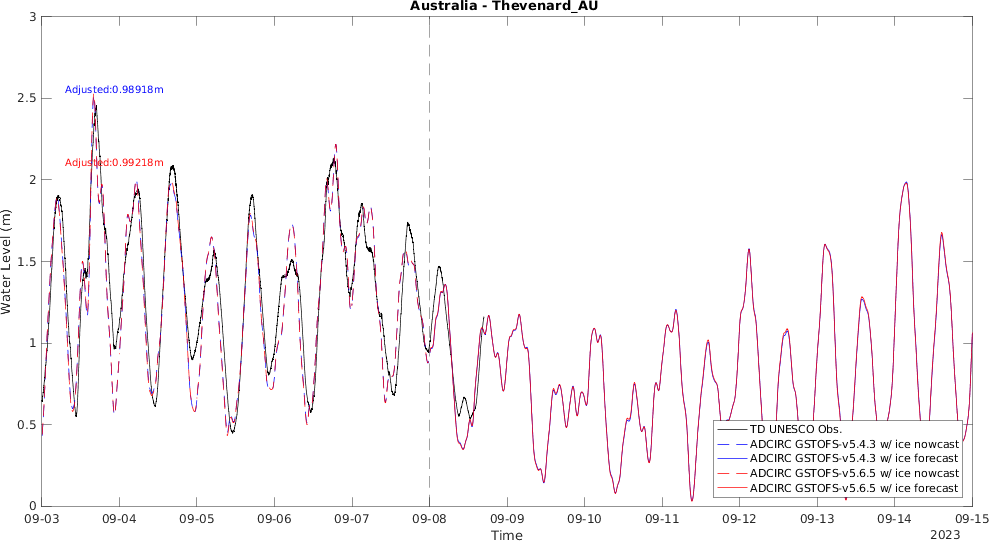 Australia - Thevenard_AU
3
2.5
2
1.5
1
0.5
0
Water Level (m)
Adjusted:0.98918m
Adjusted:0.99218m
TD UNESCO Obs.
ADCIRC GSTOFS-v5.4.3 w/ ice nowcast
ADCIRC GSTOFS-v5.4.3 w/ ice forecast
ADCIRC GSTOFS-v5.6.5 w/ ice nowcast
ADCIRC GSTOFS-v5.6.5 w/ ice forecast
09-03 09-04 09-05 09-06 09-07 09-08 09-09 09-10 09-11 09-12 09-13 09-14 09-15
Time
2023